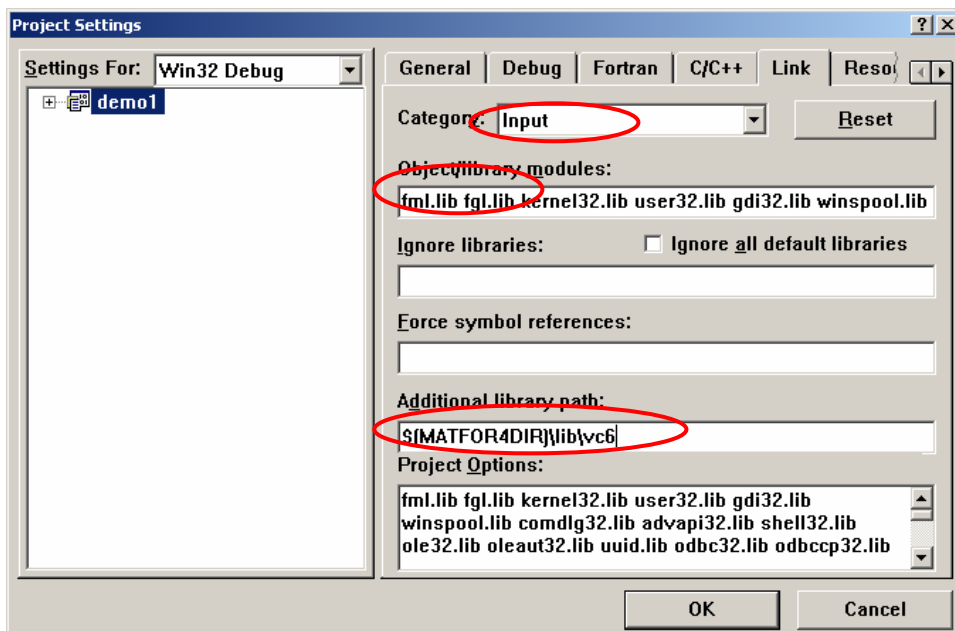 Project Settings
Settings For: Win32 Debug
demo1
General Debug Fortran C/C++ Link
Category: Input Reset
Object/library modules:
fml.lib fgl.lib kernel32.lib user32.lib gdi32.lib winspool.lib
Ignore libraries: Ignore all default libraries
Force symbol references:
Additional library path:
$(MATFOR4DIR)\lib\vc6
Project Options:
fml.lib fgl.lib kernel32.lib user32.lib gdi32.lib
winspool.lib comdlg32.lib advapi32.lib shell32.lib
ole32.lib oleaut32.lib uuid.lib odbc32.lib odbccp32.lib
OK Cancel